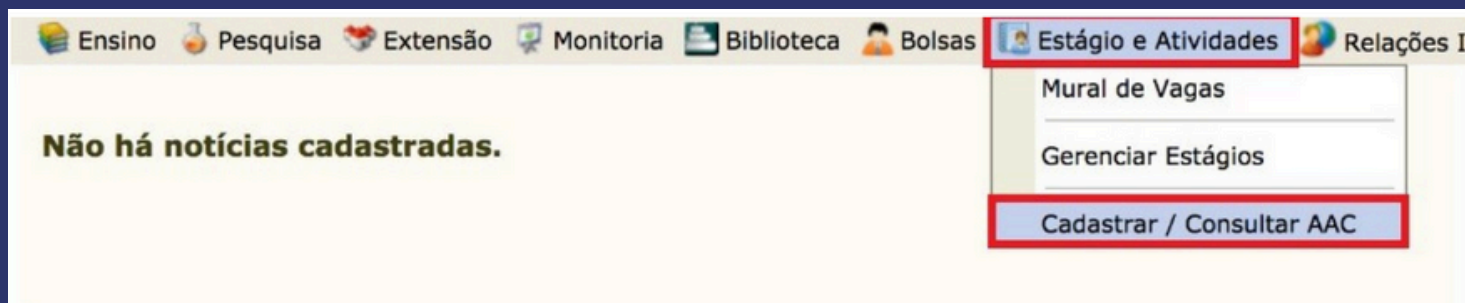 Ensino Pesquisa Extensão Monitoria Biblioteca Bolsas Estágio e Atividades Relações I
Mural de Vagas
Não há notícias cadastradas.
Gerenciar Estágios
Cadastrar / Consultar AAC